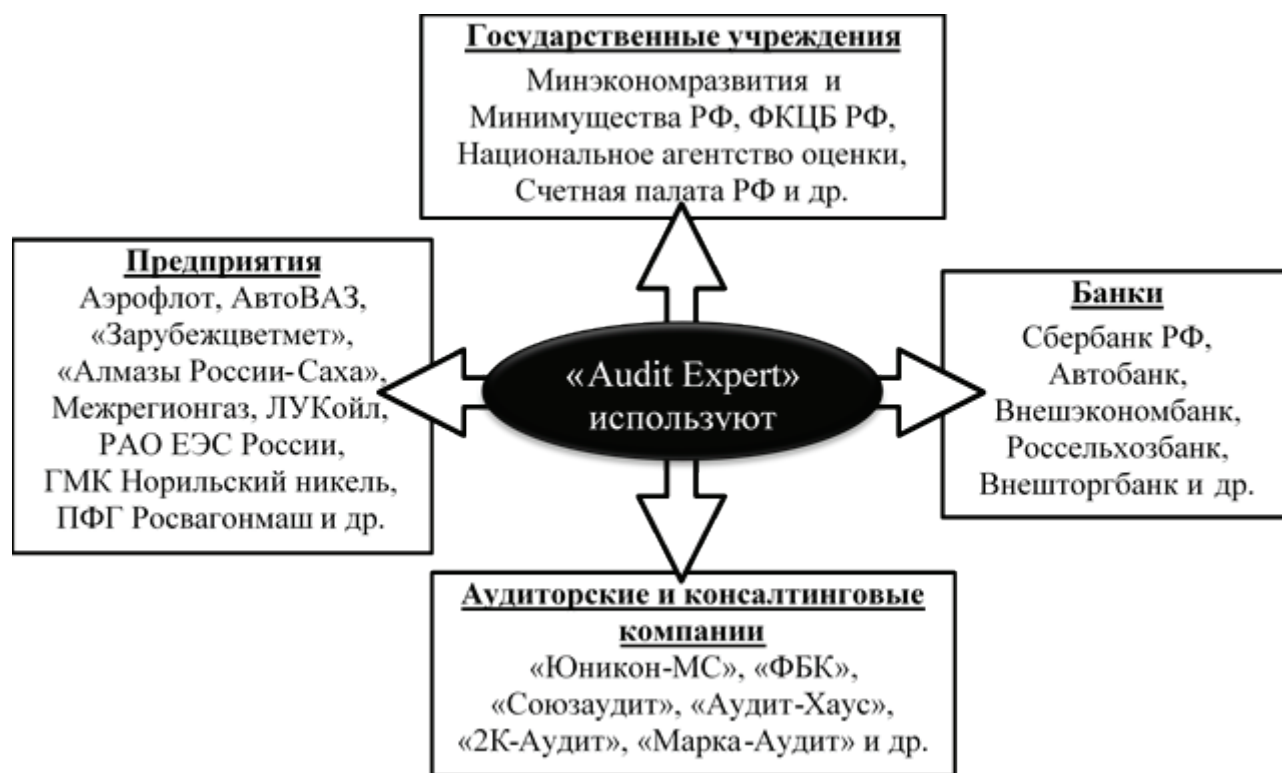 Государственные учреждения
Минэкономразвития и
Минимущества РФ, ФКЦБ РФ,
Национальное агентство оценки,
Счетная палата РФ и др.
Предприятия
Аэрофлот, АвтоВАЗ,
«Зарубежцветмет»,
«Алмазы России-Саха»,
Межрегионгаз, ЛУКойл,
РАО ЕЭС России,
ГМК Норильский никель,
ПФГ Росвагонмаш и др.
«Audit Expert»
используют
Банки
Сбербанк РФ,
Автобанк,
Внешэкономбанк,
Россельхозбанк,
Внешторгбанк и др.
Аудиторские и консалтинговые
компании
«Юникон-МС», «ФБК»,
«Союзаудит», «Аудит-Хаус»,
«2К-Аудит», «Марка-Аудит» и др.